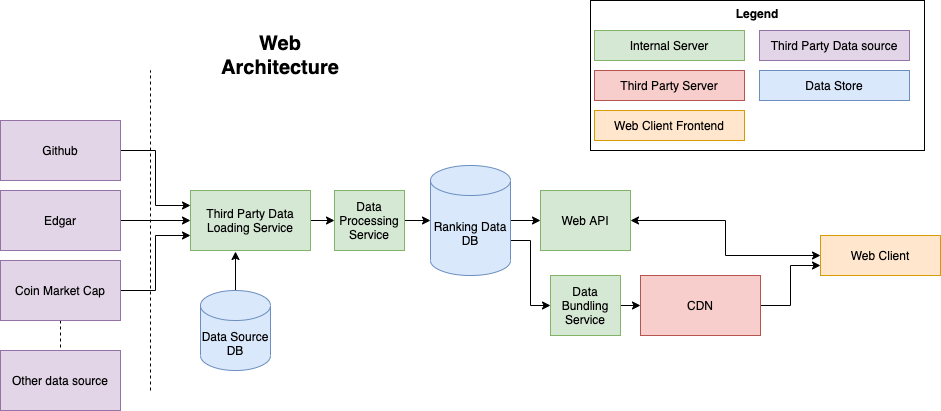 Web
Architecture
Legend
Internal Server
Third Party Data source
Third Party Server
Data Store
Web Client Frontend
Github
Edgar
Coin Market Cap
Other data source
Third Party Data
Loading Service
Data Source
DB
Data
Processing
Service
Ranking Data
DB
Web API
Data
Bundling
Service
CDN
Web Client